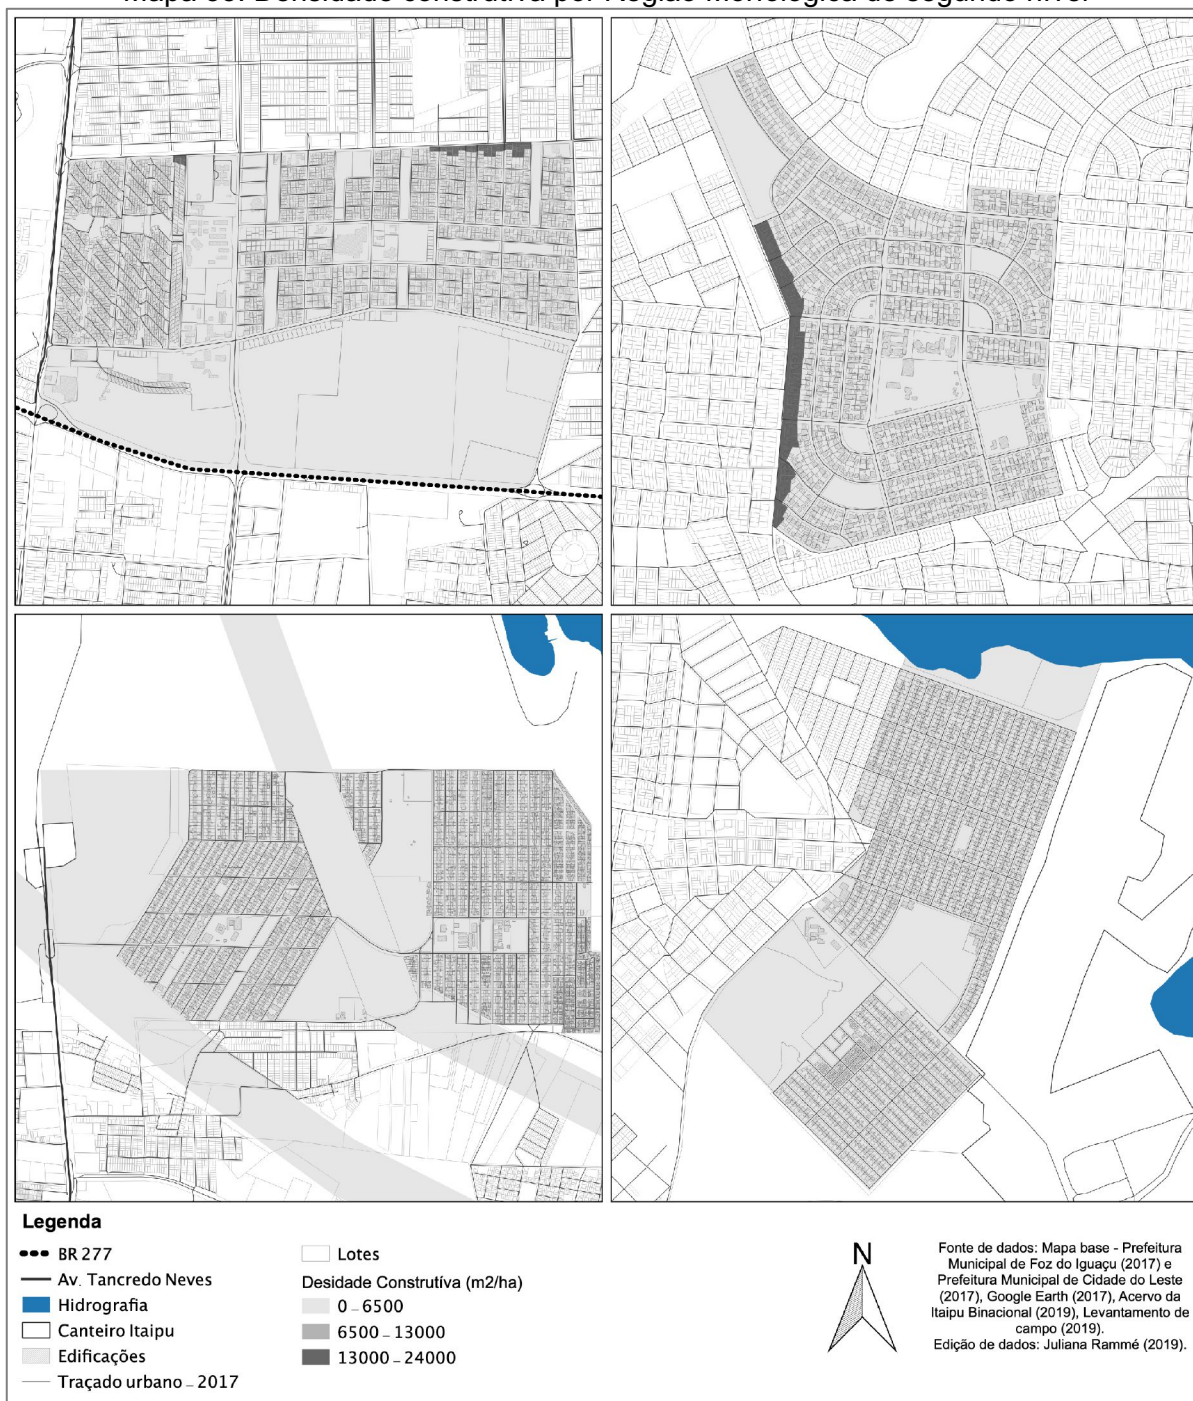 Legenda
BR 277
Av. Tancredo Neves
Hidrografia
Canteiro Itaipu
Edificações
Traçado urbano – 2017
Lotes
Desidade Construtíva (m2/ha)
0 – 6500
6500 – 13000
13000 – 24000
N
Fonte de dados: Mapa base - Prefeitura
Municipal de Foz do Iguaçu (2017) e
Prefeitura Municipal de Cidade do Leste
(2017), Google Earth (2017), Acervo da
Itaipu Binacional (2019), Levantamento de
campo (2019).
Edição de dados: Juliana Rammé (2019).